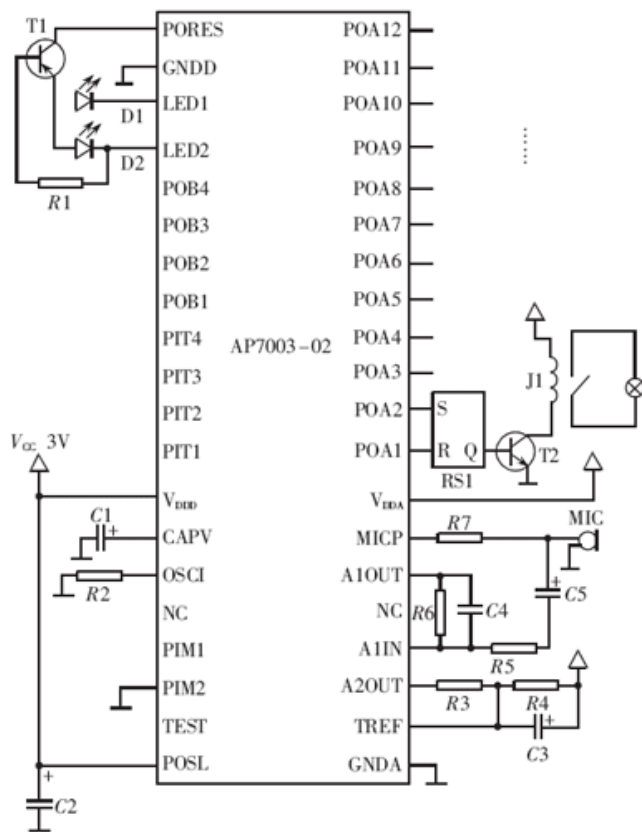 T1
PORES
POA12
GNDD
POA11
LED1
POA10
D1
LED2
POA9
D2
POB4
POA8
R1
POB3
POA7
POB2
POA6
POB1
POA5
PIT4
AP7003-02
POA4
PIT3
POA3
J1
PIT2
POA2
S
PIT1
POA1
R Q
T2
RS1
VCC 3V
VDDD
VDDA
C1
+
CAPV
MICP
R7
MIC
OSCI
A1OUT
+
R2
R6
C4
C5
NC
NC
PIM1
A1IN
R5
PIM2
A2OUT
R3
R4
TEST
TREF
+
C3
+
POSL
GNDA
C2